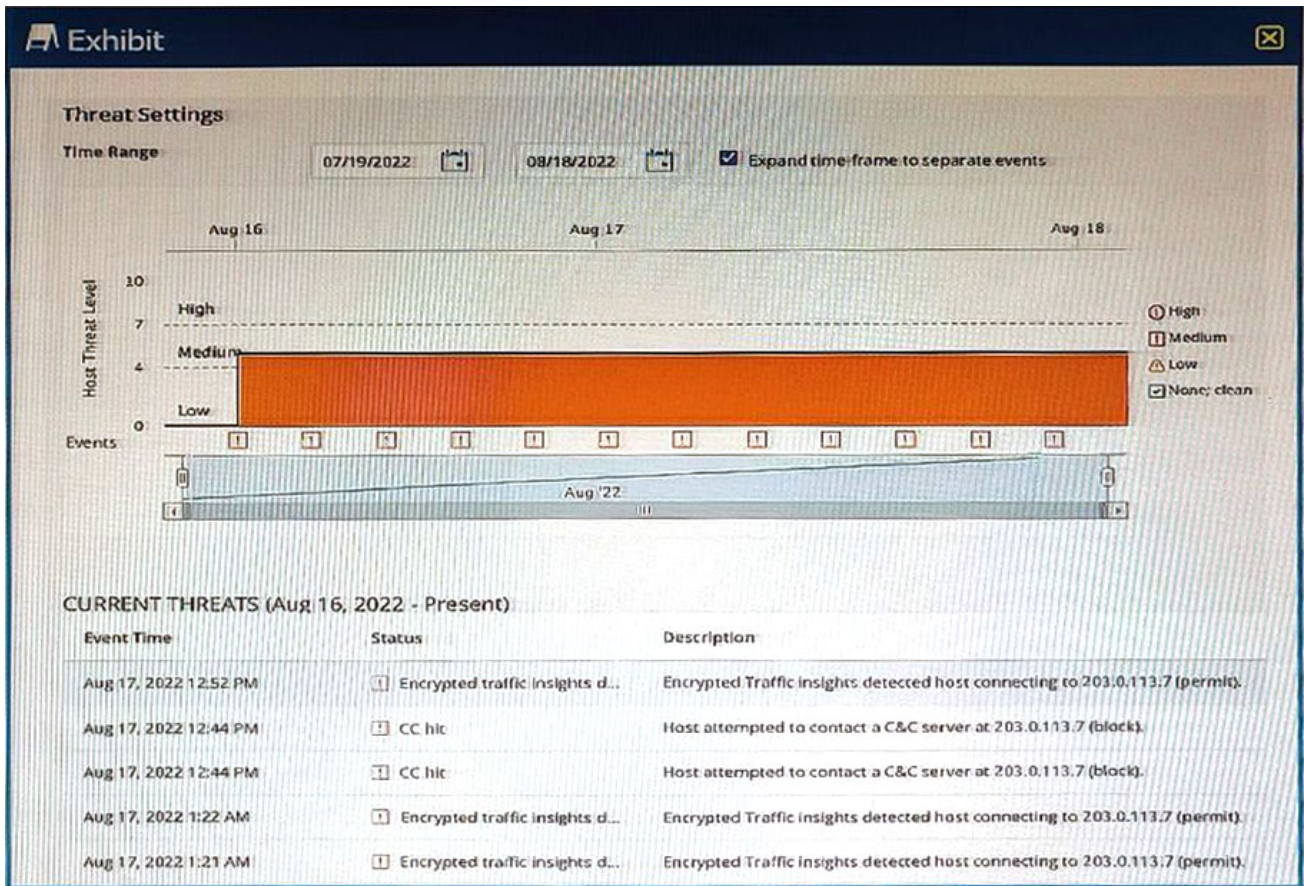 Exhibit
Threat Settings
Time Range
07/19/2022
08/18/2022
Expand time-frame to separate events
Aug 16
Aug 17
Aug 18
Host Threat Level
10
High
7
Medium
4
Low
0
High
Medium
Low
None; clean
Events
Aug '22
CURRENT THREATS (Aug 16, 2022 - Present)
Event Time Status Description
Aug 17, 2022 12:52 PM Encrypted traffic insights d... Encrypted Traffic insights detected host connecting to 203.0.113.7 (permit).
Aug 17, 2022 12:44 PM CC hit Host attempted to contact a C&C server at 203.0.113.7 (block).
Aug 17, 2022 12:44 PM CC hit Host attempted to contact a C&C server at 203.0.113.7 (block).
Aug 17, 2022 1:22 AM Encrypted traffic insights d... Encrypted Traffic insights detected host connecting to 203.0.113.7 (permit).
Aug 17, 2022 1:21 AM Encrypted traffic insights d... Encrypted Traffic insights detected host connecting to 203.0.113.7 (permit).